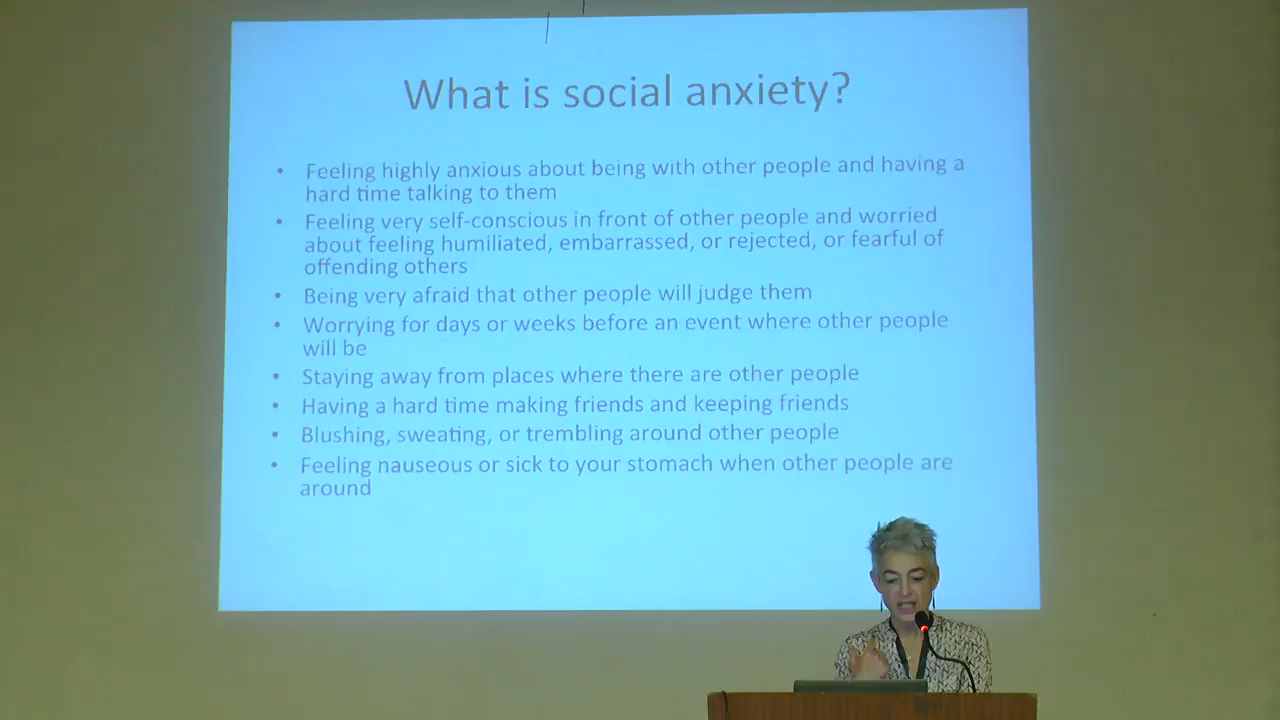 What is social anxiety?
• Feeling highly anxious about being with other people and having a
hard time talking to them
• Feeling very self-conscious in front of other people and worried
about feeling humiliated, embarrassed, or rejected, or fearful of
offending others
• Being very afraid that other people will judge them
• Worrying for days or weeks before an event where other people
will be
• Staying away from places where there are other people
• Having a hard time making friends and keeping friends
• Blushing, sweating, or trembling around other people
• Feeling nauseous or sick to your stomach when other people are
around